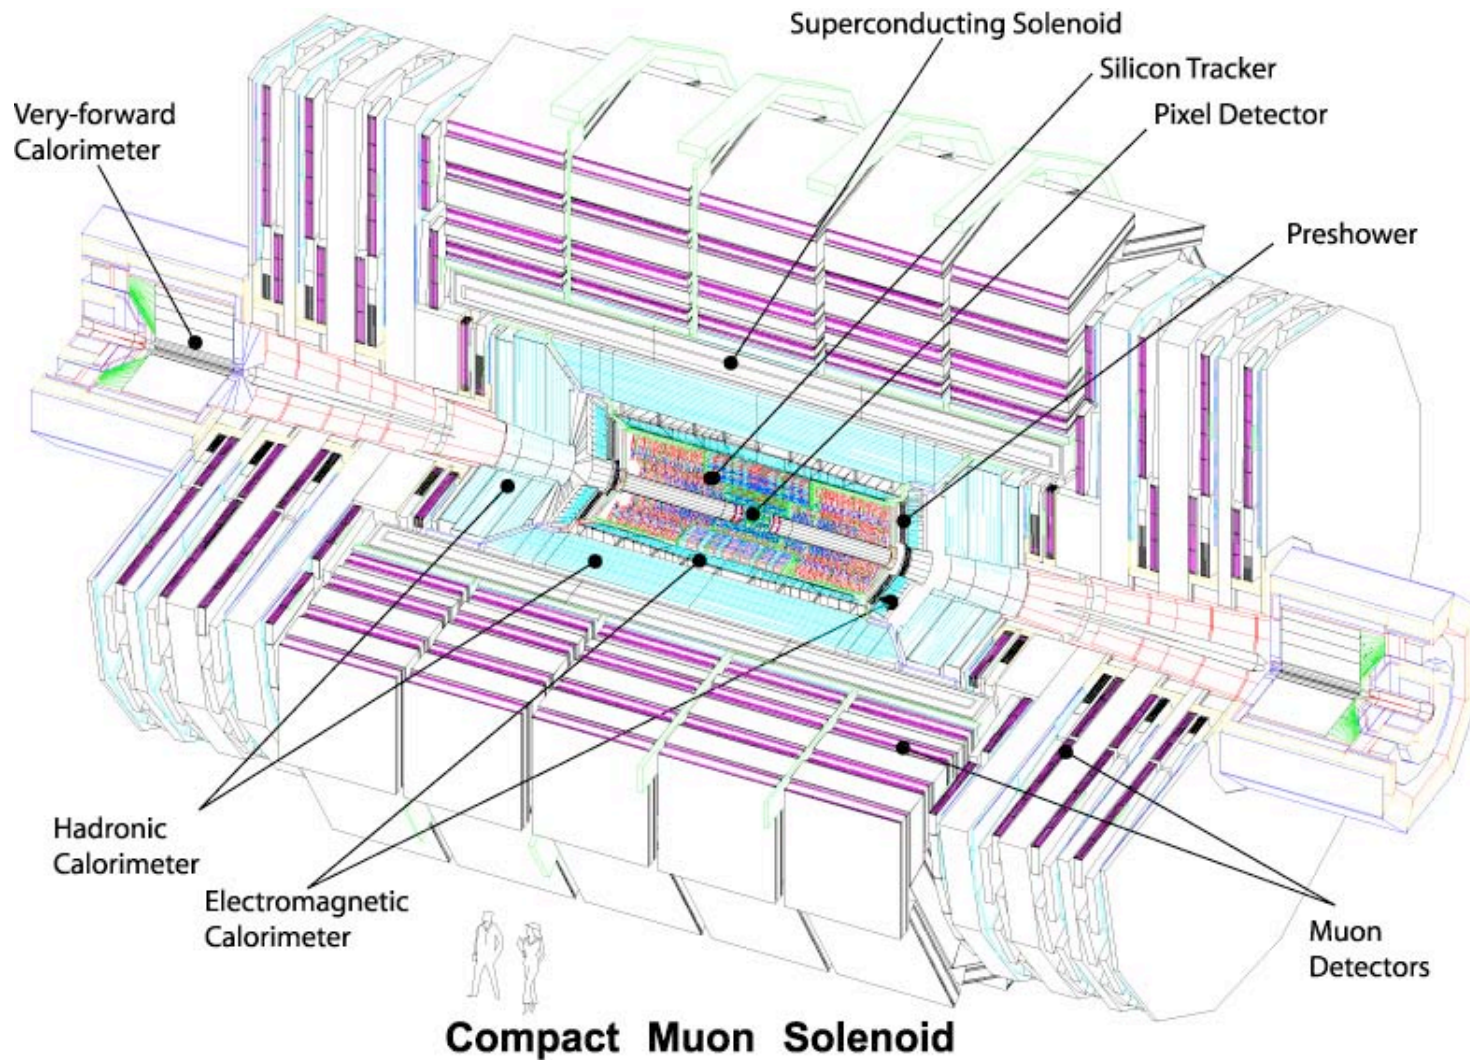 Superconducting Solenoid
Silicon Tracker
Pixel Detector
Very-forward
Calorimeter
Preshower
Hadronic
Calorimeter
Electromagnetic
Calorimeter
Muon
Detectors
Compact Muon Solenoid